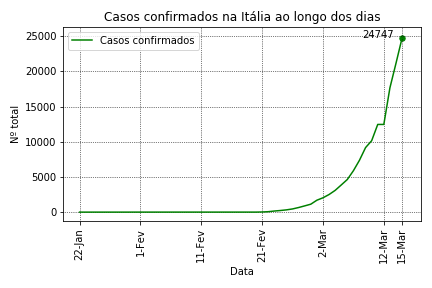 Casos confirmados na Itália ao longo dos dias
24747
Casos confirmados
25000
20000
15000
10000
5000
0
Nº total
22-Jan
1-Fev
11-Fev
21-Fev
2-Mar
12-Mar
15-Mar
Data